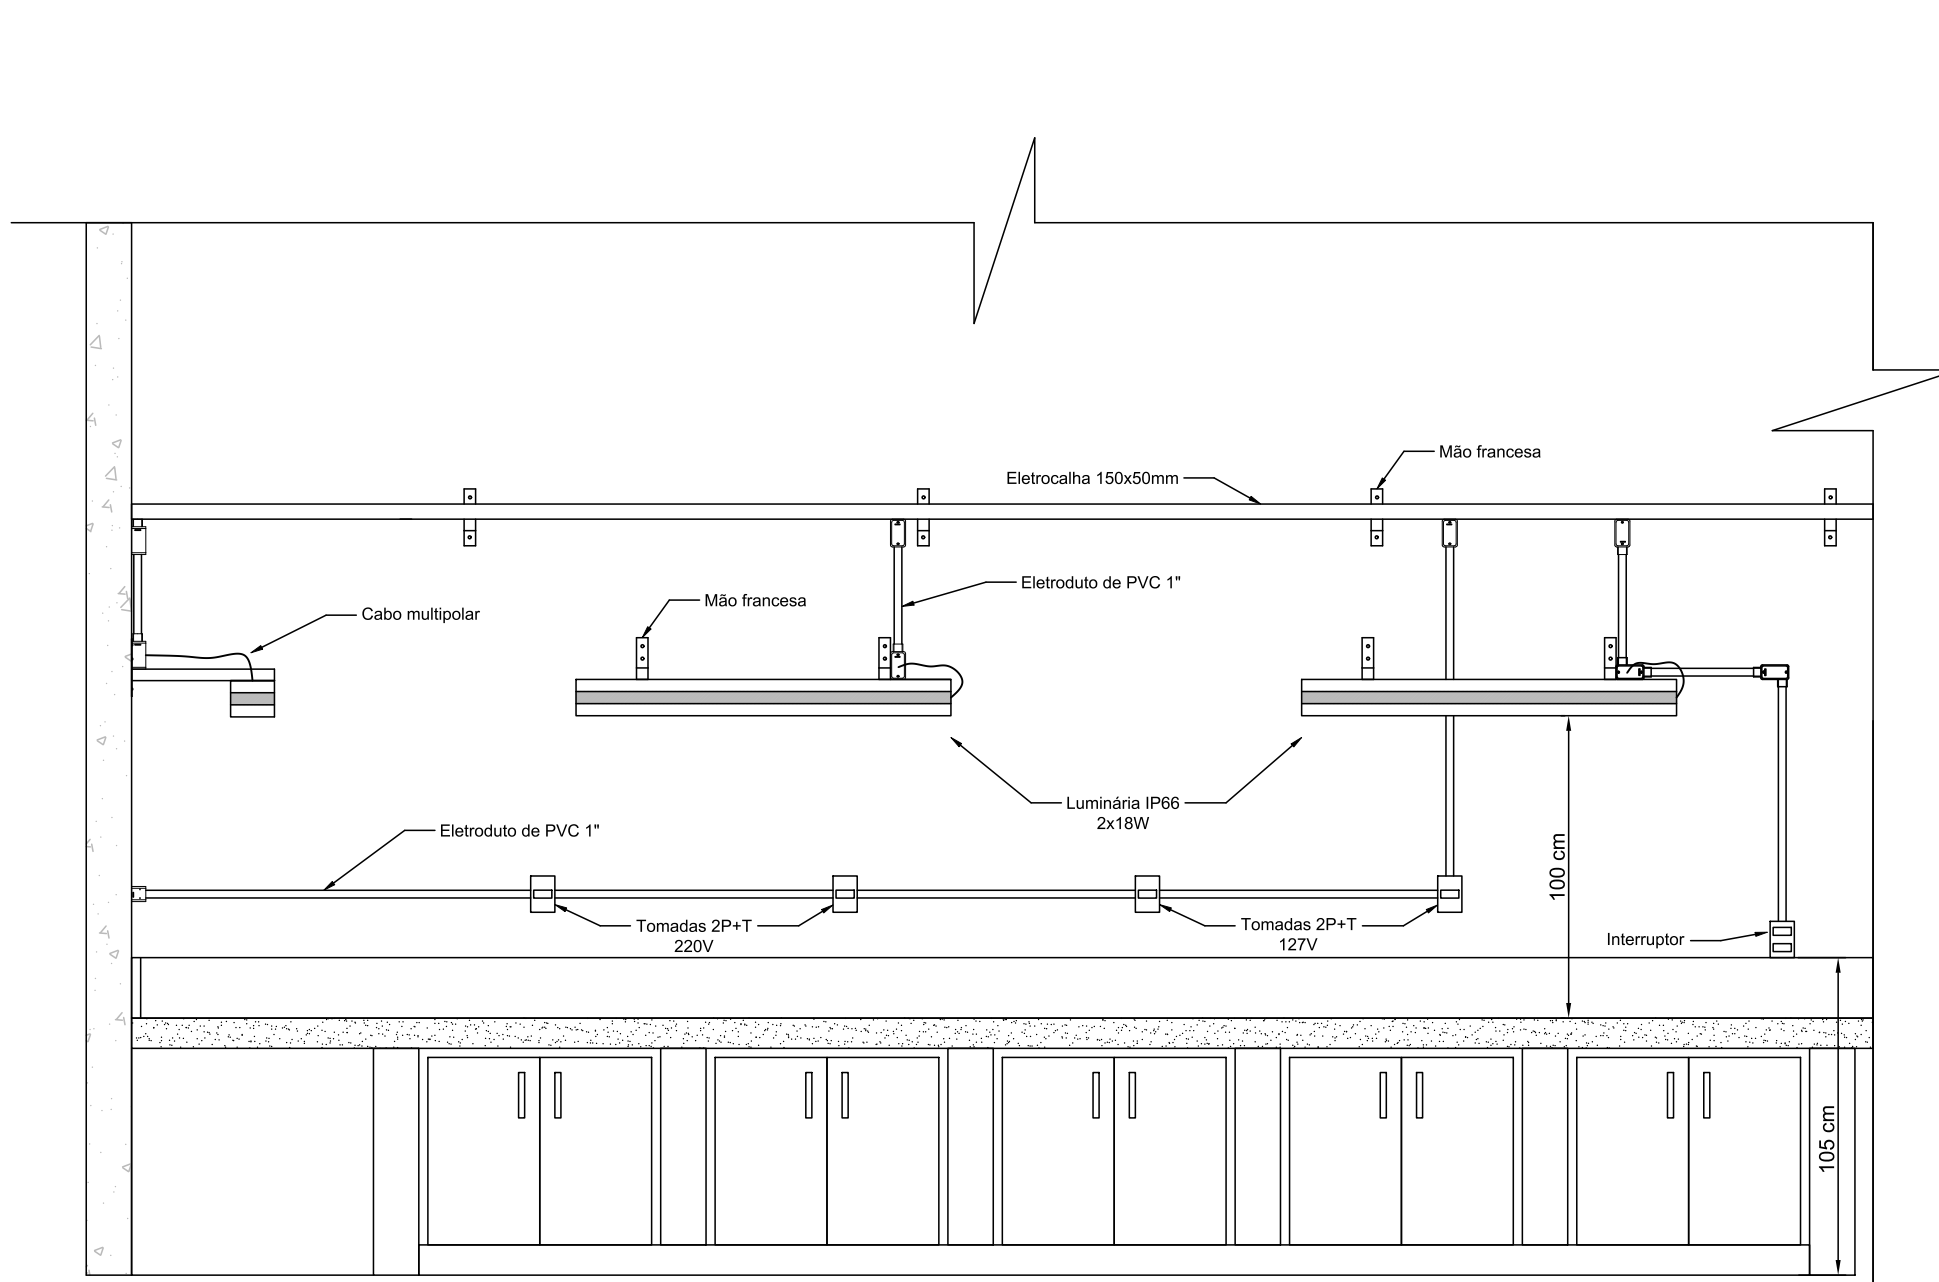 Mão francesa
Eletrocalha 150x50mm
Eletroduto de PVC 1"
Mão francesa
Cabo multipolar
Luminária IP66
2x18W
Eletroduto de PVC 1"
100 cm
Tomadas 2P+T
220V
Tomadas 2P+T
127V
Interruptor
105 cm